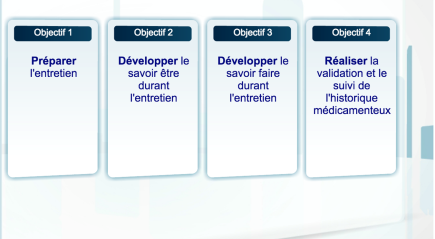 Objectif 1
Préparer
l'entretien
Objectif 2
Développer le
savoir être
durant
l'entretien
Objectif 3
Développer le
savoir faire
durant
l'entretien
Objectif 4
Réaliser la
validation et le
suivi de
l'historique
médicamenteux